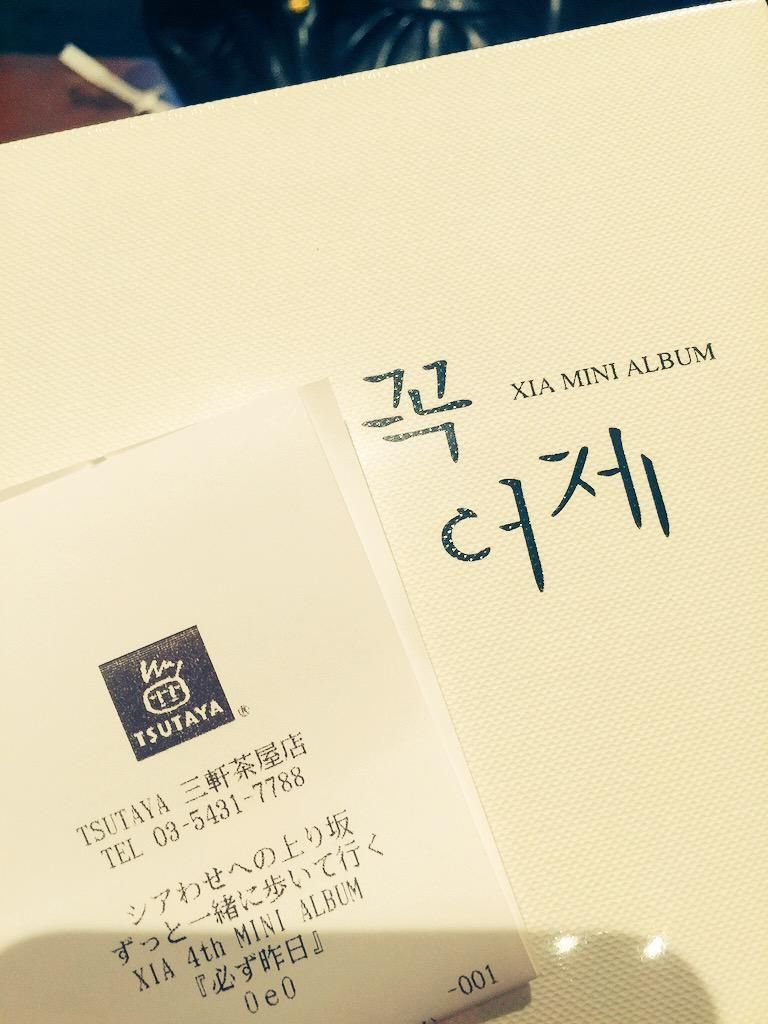 꼭
XIA MINI ALBUM
어제
TSUTAYA
®
TSUTAYA 三軒茶屋店
TEL 03-5431-7788
シアわせへの上り坂
ずっと一緒に歩いて行く
XIA 4th MINI ALBUM
『必ず昨日』
0e0
-001